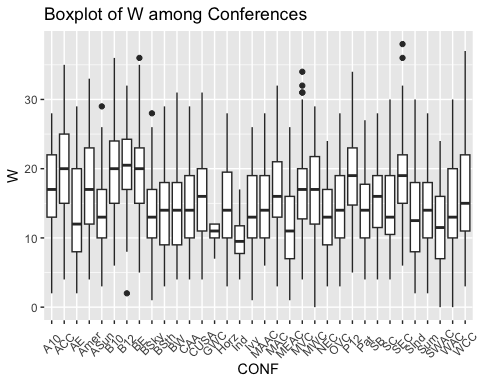 Boxplot of W among Conferences
W
30
20
10
0
A10 ACC AE Amer ASun B10 B12 BE BSky BSth BW CAA CUSA GWC Horz Ind Ivy MAAC MAC MEAC MVC MWC NEC OVC P12 Pat SB SC SEC Slnd Sum SWAC WAC WCC
CONF